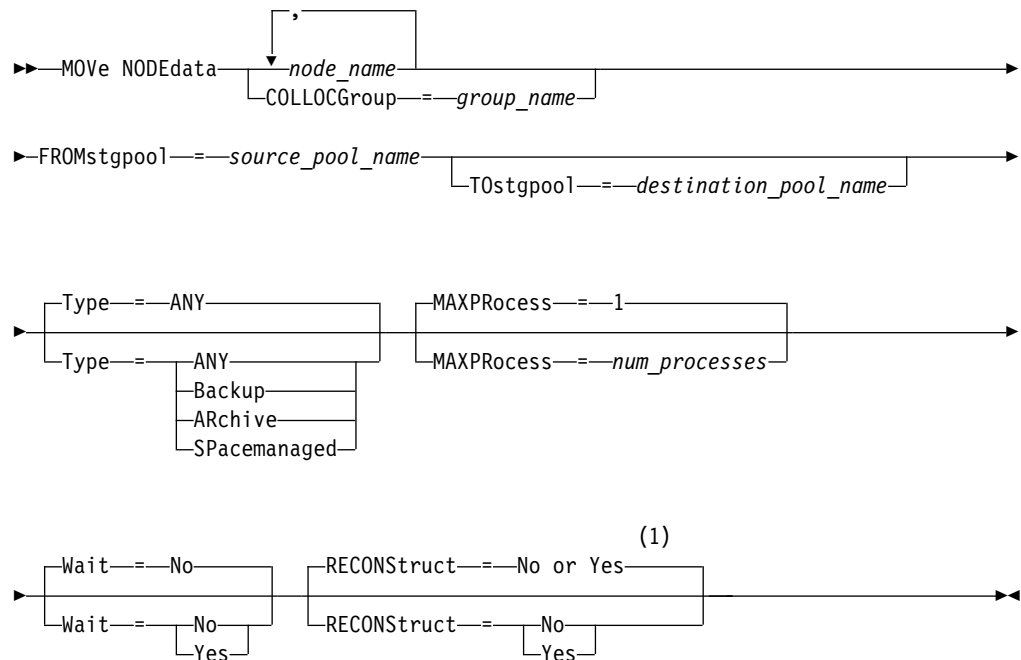 ,
MOVe NODEdata node_name
COLLOCGroup = group_name
FROMstgpool = source_pool_name
TOstgpool = destination_pool_name
Type = ANY MAXPRocess = 1
Type = ANY MAXPRocess = num_processes
Backup
ARchive
SPacemanaged
(1)
Wait = No RECONStruct = No or Yes
Wait = No RECONStruct = No
Yes Yes